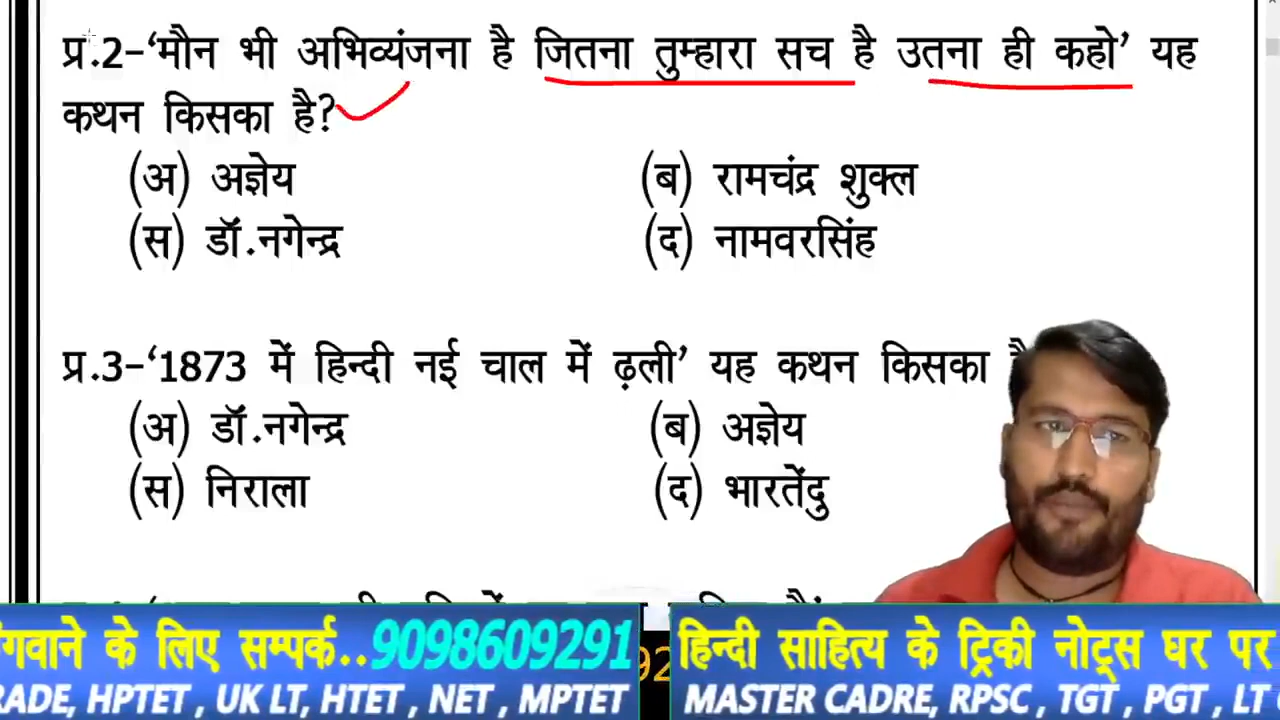 प्र.2-‘मौन भी अभिव्यंजना है जितना तुम्हारा सच है उतना ही कहो’ यह
कथन किसका है?
(अ) अज्ञेय (ब) रामचंद्र शुक्ल
(स) डॉ.नगेन्द्र (द) नामवरसिंह
प्र.3-‘1873 में हिन्दी नई चाल में ढ़ली’ यह कथन किसका
(अ) डॉ.नगेन्द्र (ब) अज्ञेय
(स) निराला (द) भारतेंदु
के लिए सम्पर्क..9098609291 हिन्दी साहित्य के ट्रिकी नोट्स घर पर
HPTET , UK LT, HTET , NET , MPTET MASTER CADRE, RPSC , TGT , PGT , LT